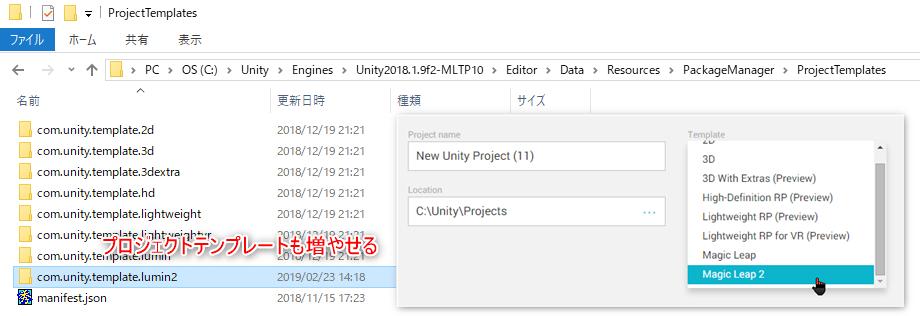 ProjectTemplates
ファイル ホーム 共有 表示
PC OS (C:) Unity Engines Unity2018.1.9f2-MLTP10 Editor Data Resources PackageManager ProjectTemplates
名前 更新日時 種類 サイズ
com.unity.template.2d 2018/12/19 21:21
com.unity.template.3d 2018/12/19 21:21
com.unity.template.3dextra 2018/12/19 21:21
com.unity.template.hd 2018/12/19 21:21
com.unity.template.lightweight 2018/12/19 21:21
com.unity.template.lightweightvr 2018/12/19 21:21
プロジェクトテンプレートも増やせる
com.unity.template.lumin 2018/12/19 21:21
com.unity.template.lumin2 2019/02/23 14:18
manifest.json 2018/11/15 17:23
Project name
New Unity Project (11)
Location
C:\Unity\Projects
Template
2D
3D
3D With Extras (Preview)
High-Definition RP (Preview)
Lightweight RP (Preview)
Lightweight RP for VR (Preview)
Magic Leap
Magic Leap 2